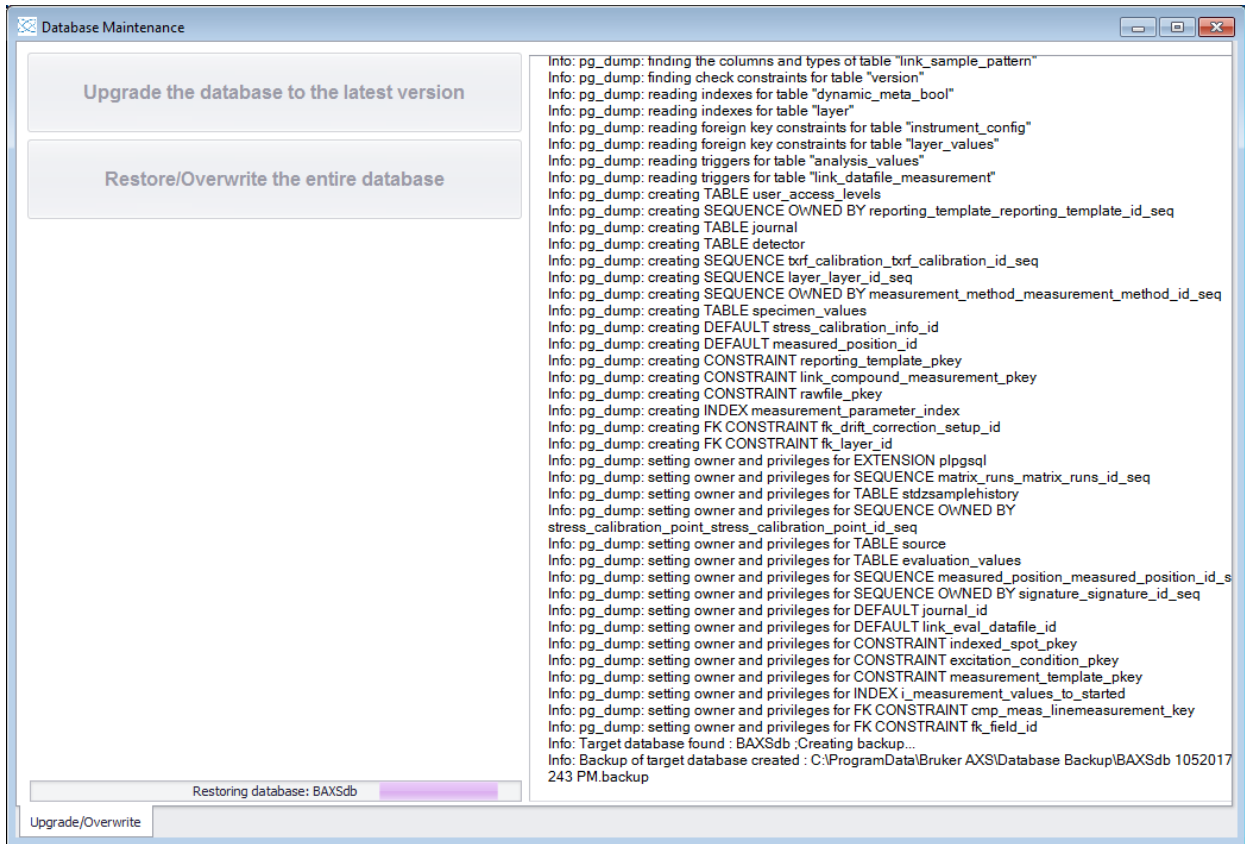 Database Maintenance
Upgrade the database to the latest version
Restore/Overwrite the entire database
Info: pg_dump: finding the columns and types of table "link_sample_pattern"
Info: pg_dump: finding check constraints for table "version"
Info: pg_dump: reading indexes for table "dynamic_meta_bool"
Info: pg_dump: reading indexes for table "layer"
Info: pg_dump: reading foreign key constraints for table "instrument_config"
Info: pg_dump: reading foreign key constraints for table "layer_values"
Info: pg_dump: reading triggers for table "analysis_values"
Info: pg_dump: reading triggers for table "link_datafile_measurement"
Info: pg_dump: creating TABLE user_access_levels
Info: pg_dump: creating SEQUENCE OWNED BY reporting_template_reporting_template_id_seq
Info: pg_dump: creating TABLE journal
Info: pg_dump: creating TABLE detector
Info: pg_dump: creating SEQUENCE txrf_calibration_txrf_calibration_id_seq
Info: pg_dump: creating SEQUENCE layer_layer_id_seq
Info: pg_dump: creating SEQUENCE OWNED BY measurement_method_measurement_method_id_seq
Info: pg_dump: creating TABLE specimen_values
Info: pg_dump: creating DEFAULT stress_calibration_info_id
Info: pg_dump: creating DEFAULT measured_position_id
Info: pg_dump: creating CONSTRAINT reporting_template_pkey
Info: pg_dump: creating CONSTRAINT link_compound_measurement_pkey
Info: pg_dump: creating CONSTRAINT rawfile_pkey
Info: pg_dump: creating INDEX measurement_parameter_index
Info: pg_dump: creating FK CONSTRAINT fk_drift_correction_setup_id
Info: pg_dump: creating FK CONSTRAINT fk_layer_id
Info: pg_dump: setting owner and privileges for EXTENSION plpgsql
Info: pg_dump: setting owner and privileges for SEQUENCE matrix_runs_matrix_runs_id_seq
Info: pg_dump: setting owner and privileges for TABLE stdzsamplehistory
Info: pg_dump: setting owner and privileges for SEQUENCE OWNED BY
stress_calibration_point_stress_calibration_point_id_seq
Info: pg_dump: setting owner and privileges for TABLE source
Info: pg_dump: setting owner and privileges for TABLE evaluation_values
Info: pg_dump: setting owner and privileges for SEQUENCE measured_position_measured_position_id_s
Info: pg_dump: setting owner and privileges for SEQUENCE OWNED BY signature_signature_id_seq
Info: pg_dump: setting owner and privileges for DEFAULT journal_id
Info: pg_dump: setting owner and privileges for DEFAULT link_eval_datafile_id
Info: pg_dump: setting owner and privileges for CONSTRAINT indexed_spot_pkey
Info: pg_dump: setting owner and privileges for CONSTRAINT excitation_condition_pkey
Info: pg_dump: setting owner and privileges for CONSTRAINT measurement_template_pkey
Info: pg_dump: setting owner and privileges for INDEX i_measurement_values_to_started
Info: pg_dump: setting owner and privileges for FK CONSTRAINT cmp_meas_linemeasurement_key
Info: pg_dump: setting owner and privileges for FK CONSTRAINT fk_field_id
Info: Target database found : BAXSdb ;Creating backup...
Info: Backup of target database created : C:\ProgramData\Bruker AXS\Database Backup\BAXSdb 1052017
243 PM.backup
Restoring database: BAXSdb
Upgrade/Overwrite